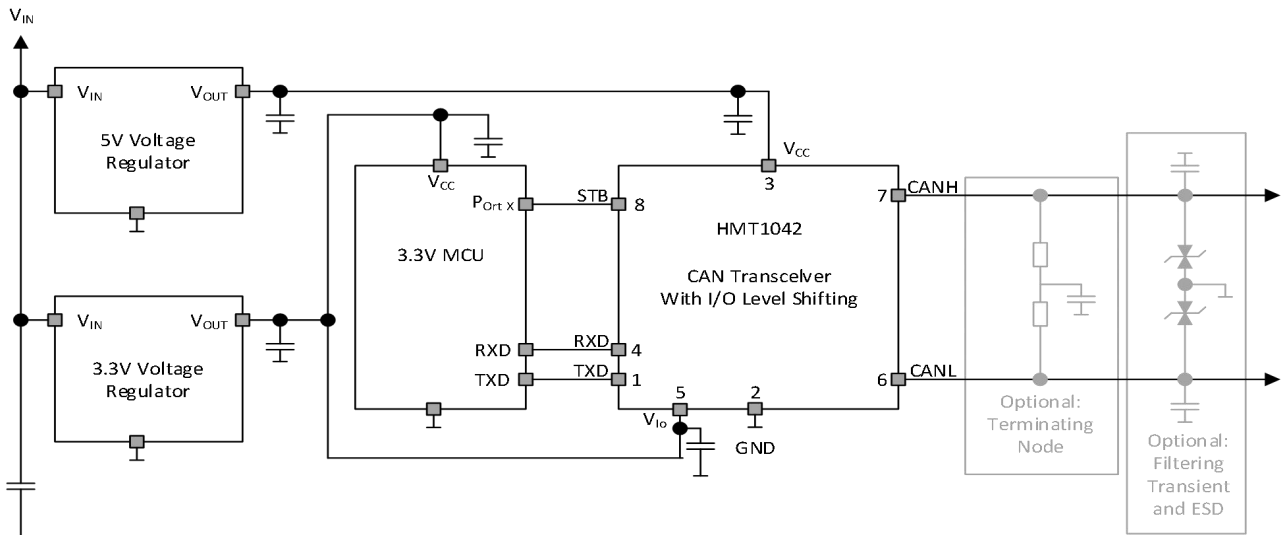 VIN
VIN
VOUT
5V Voltage
Regulator
VIN
VOUT
3.3V Voltage
Regulator
VCC
POrt X
3.3V MCU
RXD
TXD
STB
RXD
TXD
VCC
3
8
7
HMT1042
CAN Transcelver
With I/O Level Shifting
4
1
5
2
6
VIo
GND
CANH
CANL
Optional:
Terminating
Node
Optional:
Filtering
Transient
and ESD